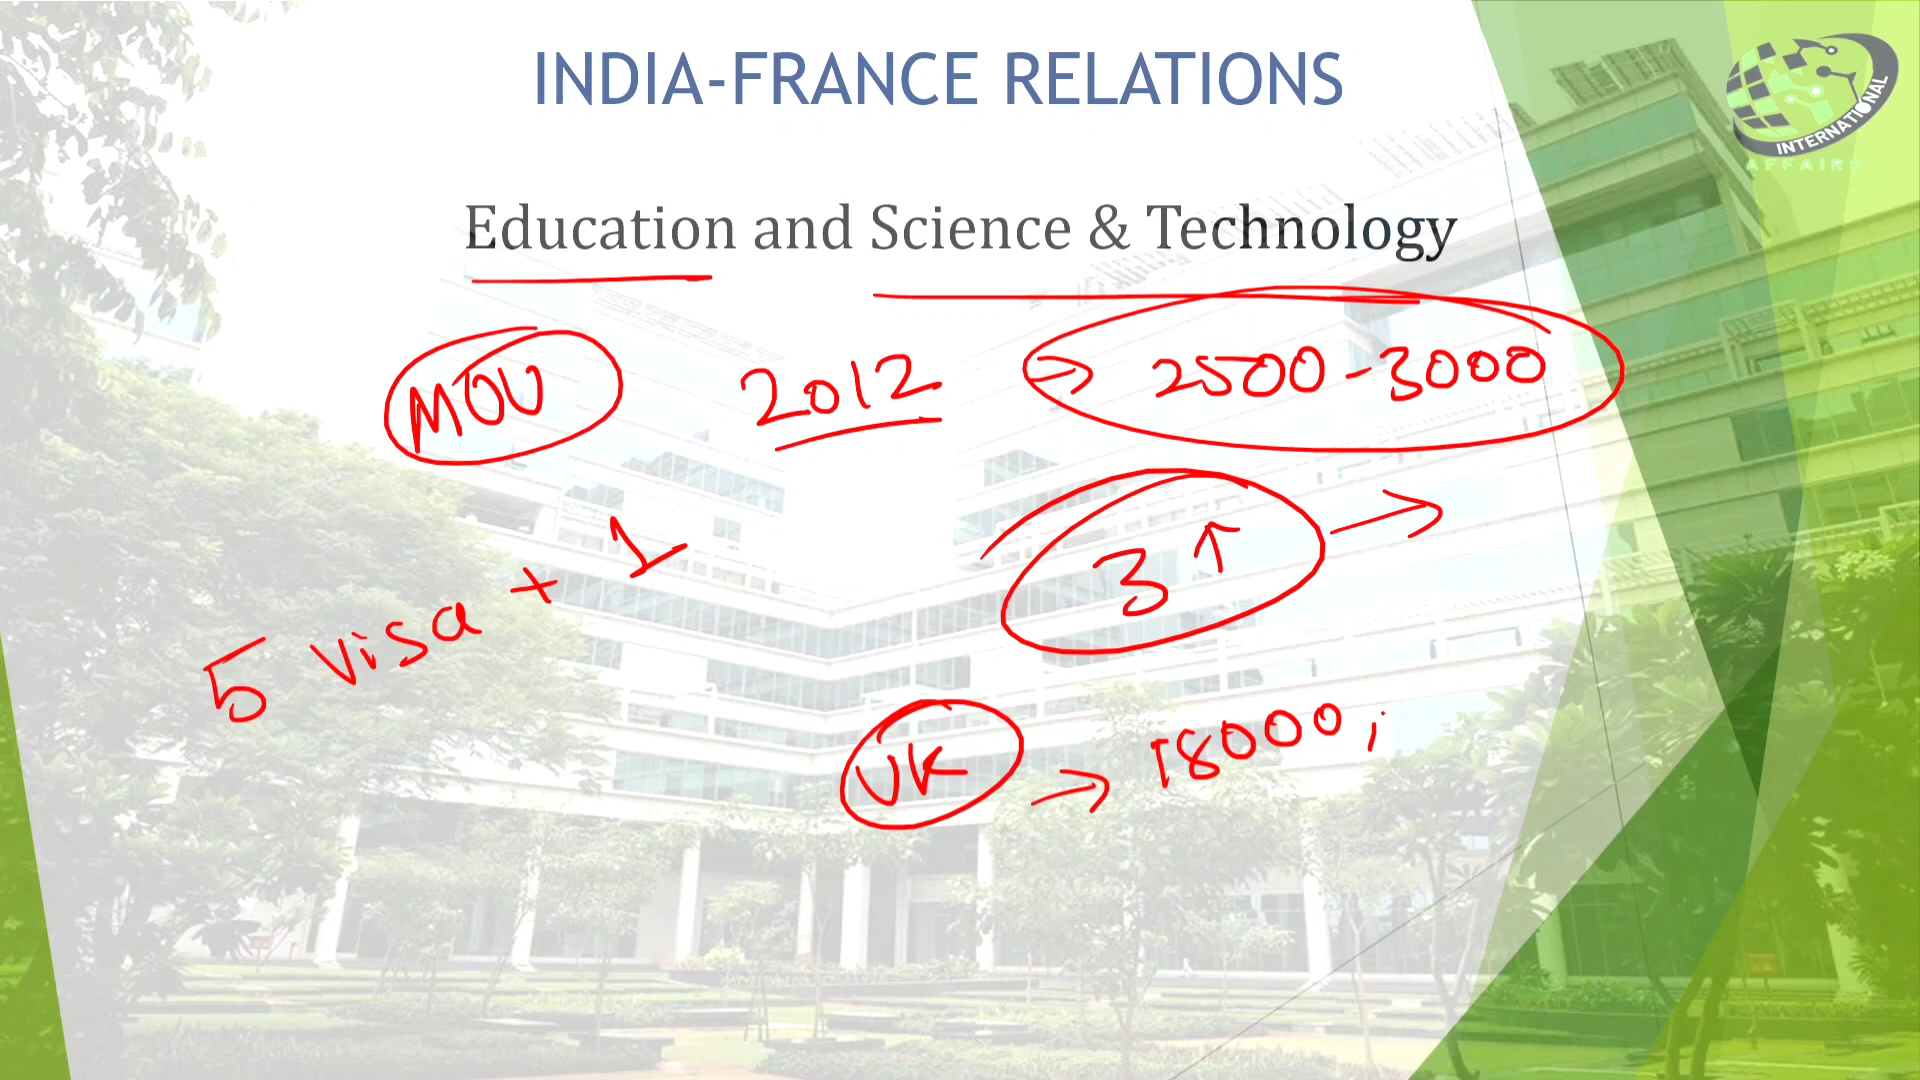 INDIA-FRANCE RELATIONS
INTERNATIONAL
AFFAIRS
Education and Science & Technology
MOU 2012 → 2500-3000
3↑ →
5 visa + 1
UK → 18000;